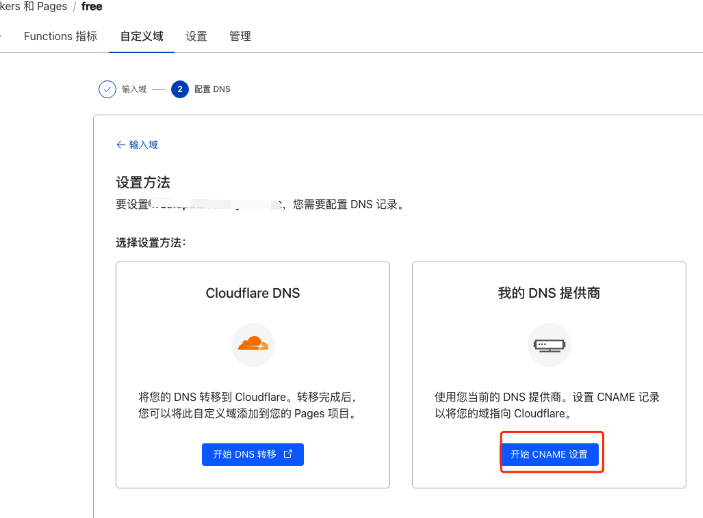 kers 和 Pages / free
Functions 指标 自定义域 设置 管理
输入域 2 配置 DNS
← 输入域
设置方法
要设置 ,您需要配置 DNS 记录。
选择设置方法:
Cloudflare DNS
将您的 DNS 转移到 Cloudflare。转移完成后,
您可以将此自定义域添加到您的 Pages 项目。
开始 DNS 转移
我的 DNS 提供商
使用您当前的 DNS 提供商。设置 CNAME 记录
以将您的域指向 Cloudflare。
开始 CNAME 设置